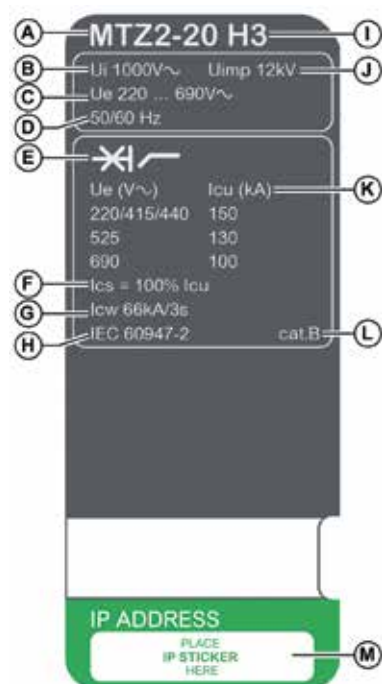 A MTZ2-20 H3 I
B Ui 1000V~ Uimp 12kV J
C Ue 220 ... 690V~
D 50/60 Hz
E
Ue (V~) Icu (kA) K
220/415/440 150
525 130
690 100
F Ics = 100% Icu
G Icw 66kA/3s
H IEC 60947-2 cat.B L
IP ADDRESS
PLACE
IP STICKER
HERE
M